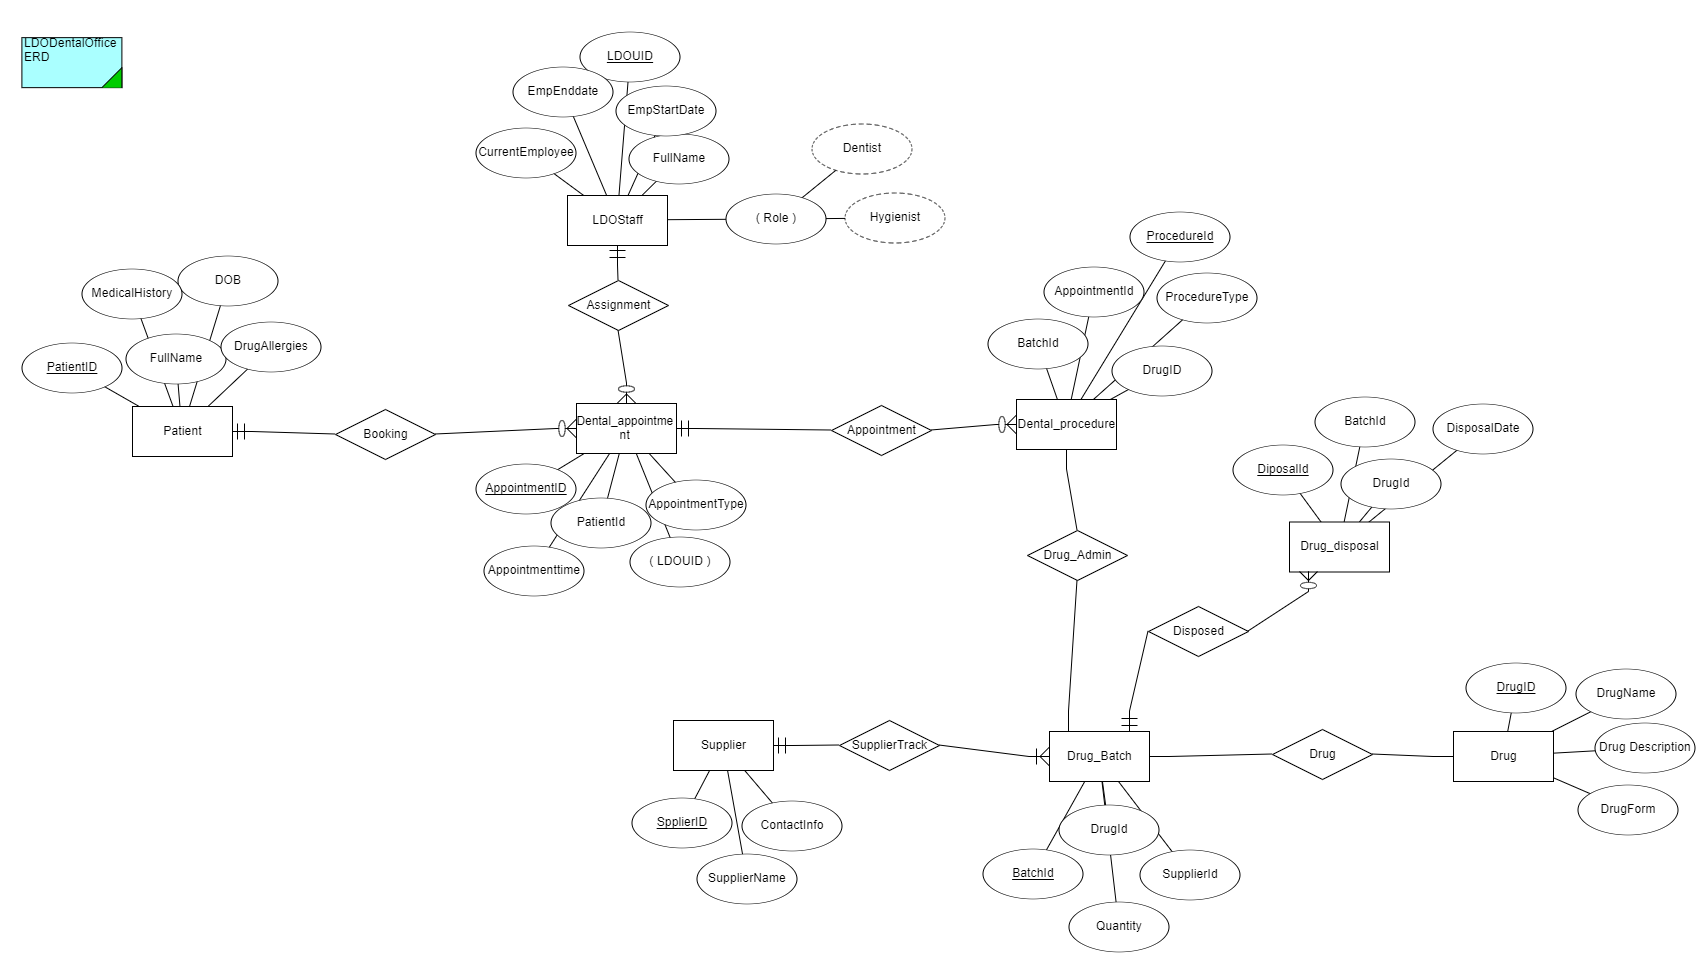 LDODentalOffice
ERD
LDOUID
EmpEnddate
EmpStartDate
CurrentEmployee
FullName
LDOStaff
( Role )
Dentist
Hygienist
Assignment
MedicalHistory
DOB
PatientID
FullName
DrugAllergies
Patient
Booking
Dental_appointme
nt
AppointmentID
AppointmentType
PatientId
Appointmenttime
( LDOUID )
Appointment
ProcedureId
AppointmentId
ProcedureType
BatchId
DrugID
Dental_procedure
Drug_Admin
BatchId
DisposalDate
DiposalId
DrugId
Drug_disposal
Disposed
Supplier
SupplierTrack
Drug_Batch
SpplierID
ContactInfo
SupplierName
DrugId
BatchId
SupplierId
Quantity
Drug
DrugID
DrugName
Drug Description
Drug
DrugForm